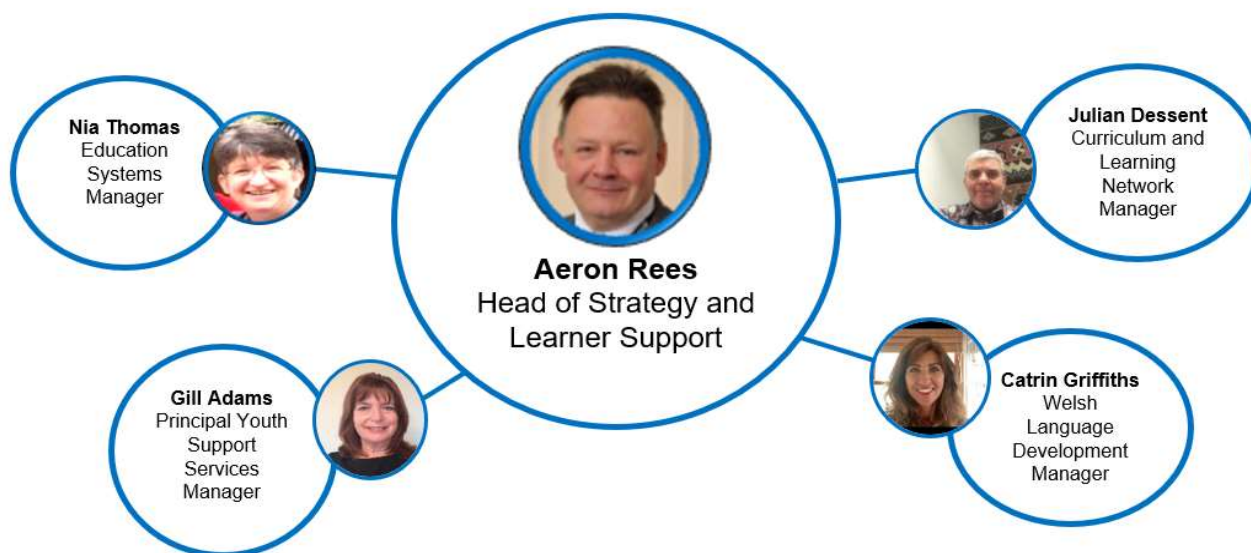 Nia Thomas
Education
Systems
Manager
Aeron Rees
Head of Strategy and
Learner Support
Julian Dessent
Curriculum and
Learning
Network
Manager
Gill Adams
Principal Youth
Support
Services
Manager
Catrin Griffiths
Welsh
Language
Development
Manager